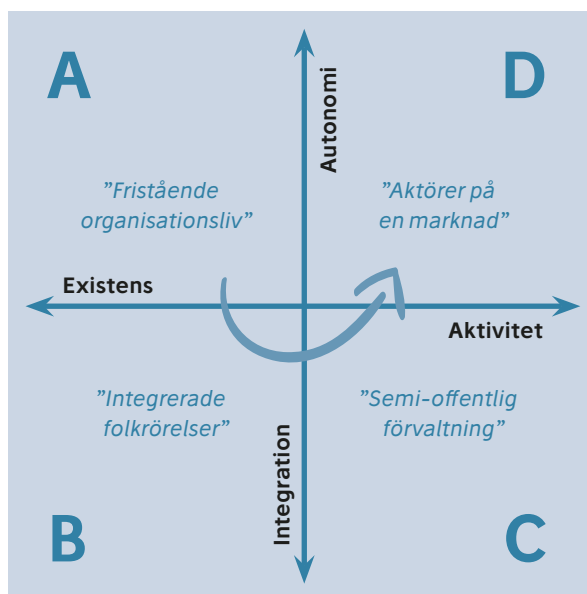 A
D
Autonomi
”Fristående
organisationsliv”
”Aktörer på
en marknad”
Existens
Aktivitet
”Integrerade
folkrörelser”
”Semi-offentlig
förvaltning”
Integration
B
C